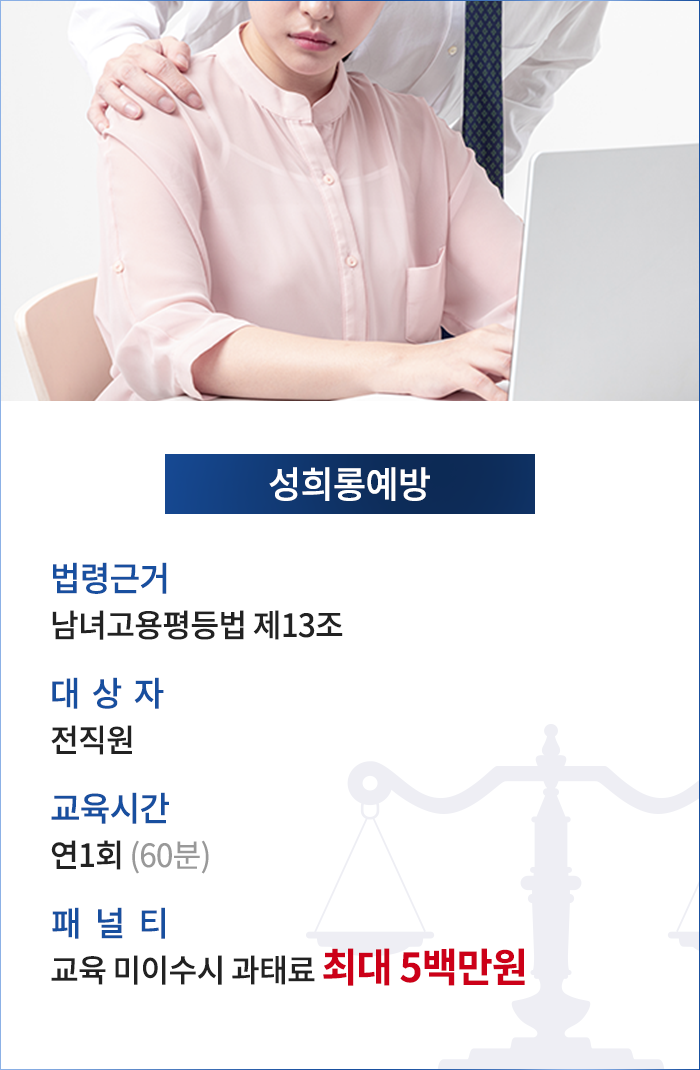 성희롱예방
법령근거
남녀고용평등법 제13조
대 상 자
전직원
교육시간
연1회 (60분)
패 널 티
교육 미이수시 과태료 최대 5백만원